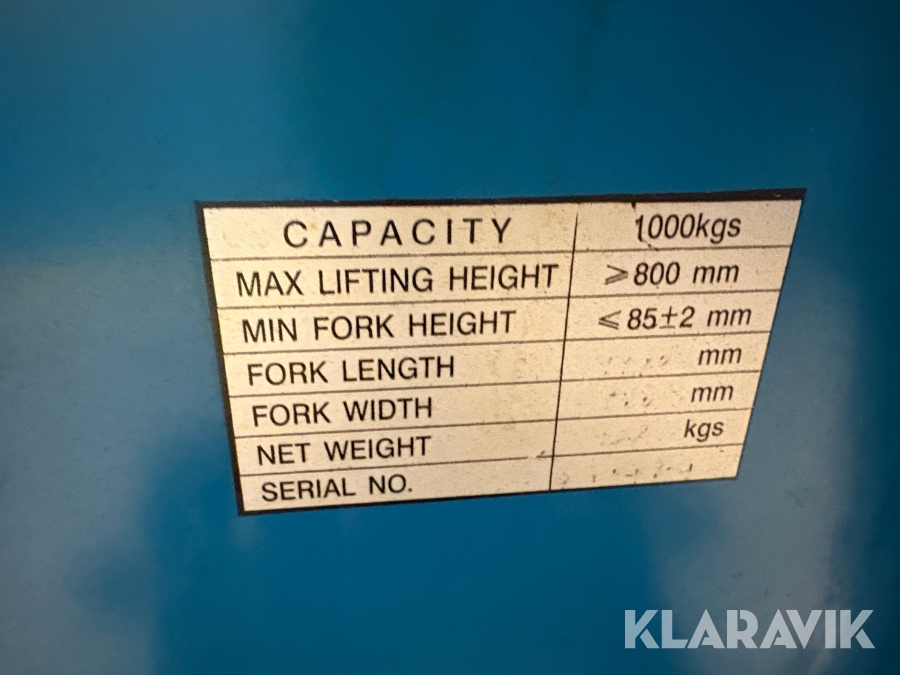 CAPACITY 1000kgs
MAX LIFTING HEIGHT ⩾800 mm
MIN FORK HEIGHT ⩽85±2 mm
FORK LENGTH mm
FORK WIDTH mm
NET WEIGHT kgs
SERIAL NO.
KLARAVIK